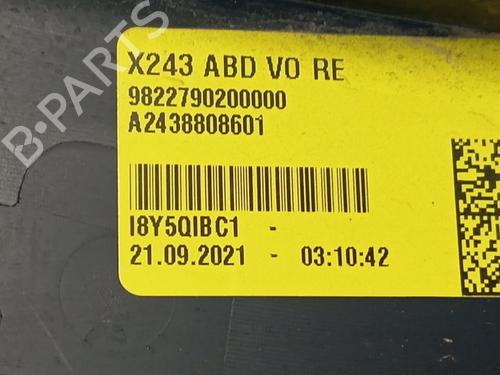 X243 ABD VO RE
9822790200000
A2438808601
I8Y5QIBC1 -
21.09.2021 - 03:10:42
B-PARTS